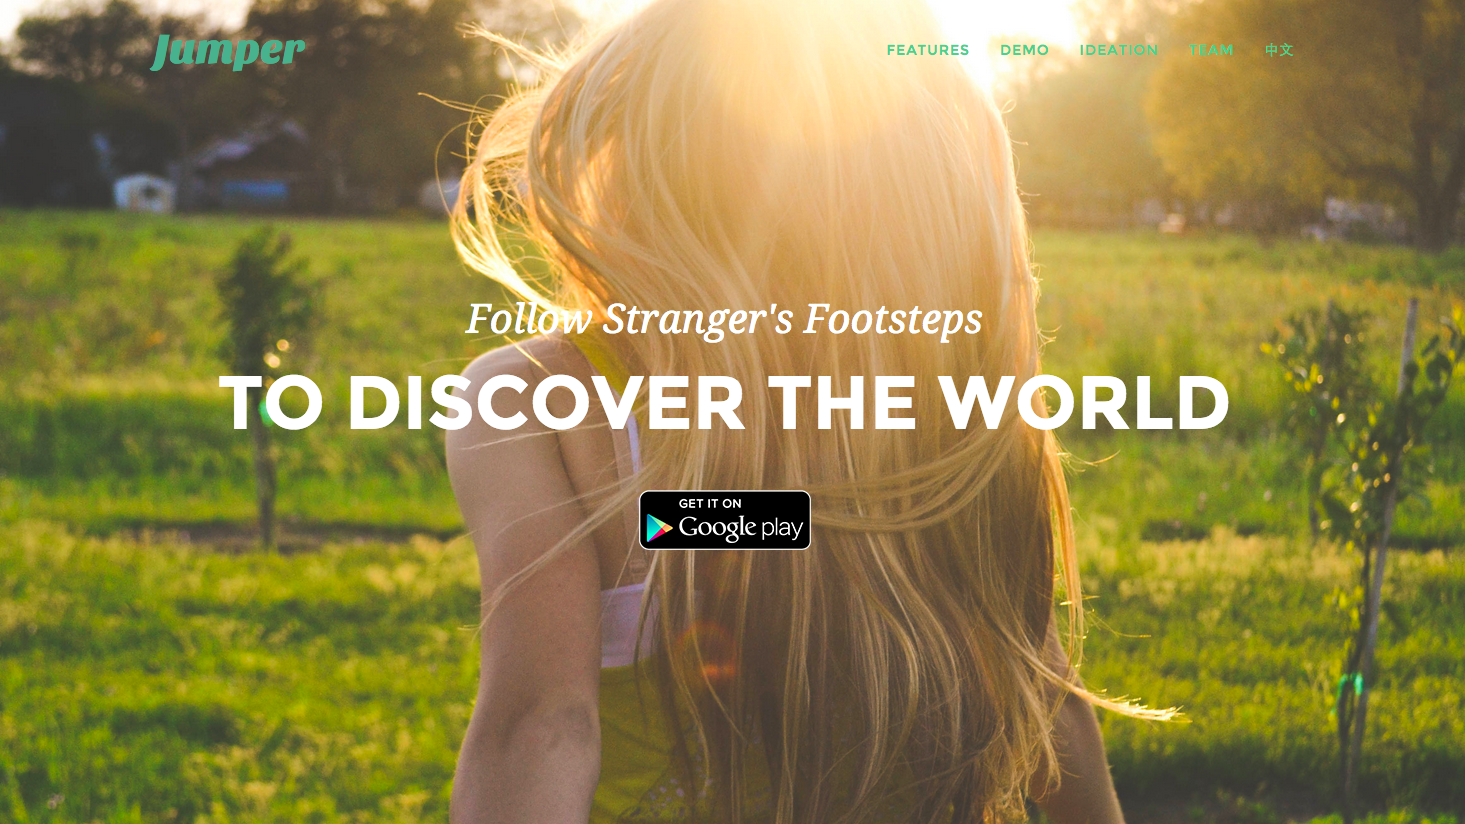 Jumper
FEATURES DEMO IDEATION TEAM 中文
Follow Stranger's Footsteps
TO DISCOVER THE WORLD
GET IT ON
Google play